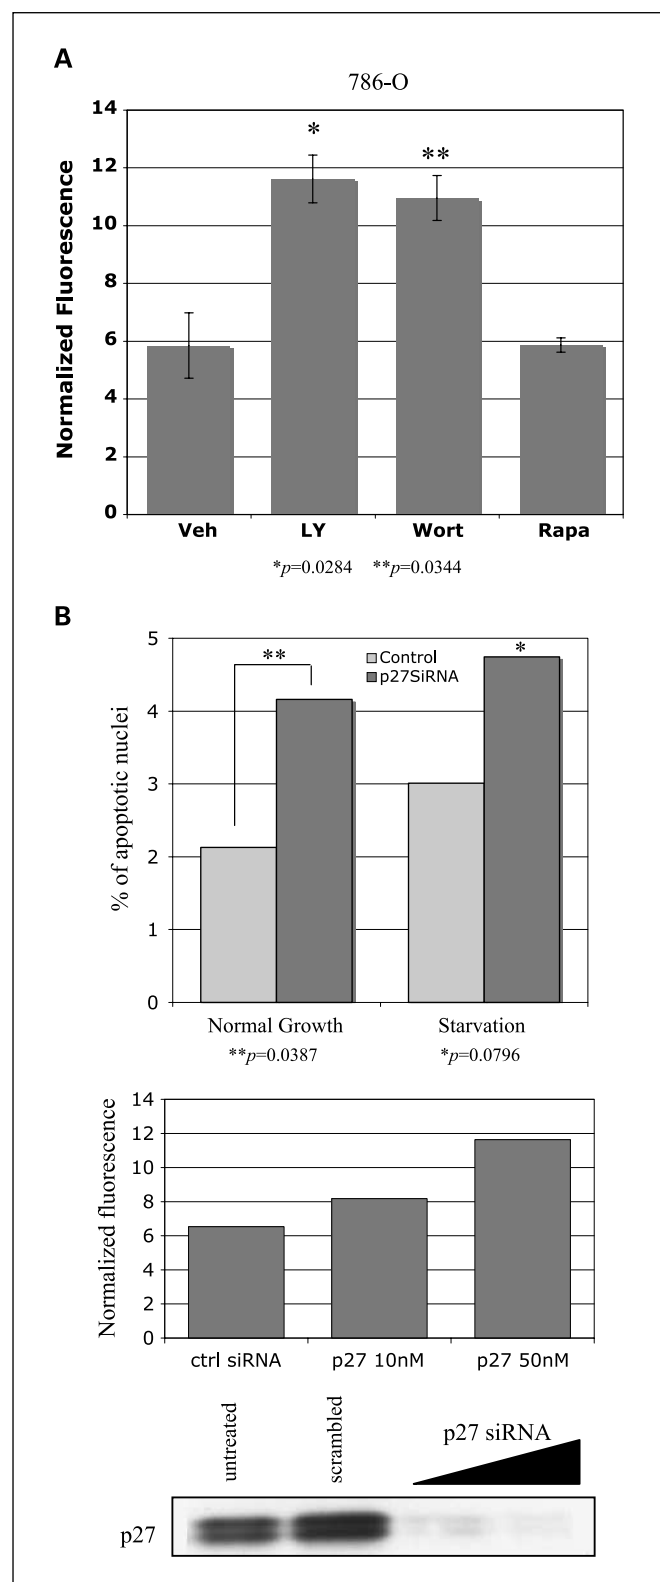 A
786-O
Normalized Fluorescence
14
12
10
8
6
4
2
0
*
**
Veh LY Wort Rapa
*p=0.0284 **p=0.0344
B
% of apoptotic nuclei
5
4
3
2
1
0
**
*
Control
p27SiRNA
Normal Growth Starvation
**p=0.0387 *p=0.0796
Normalized fluorescence
14
12
10
8
6
4
2
0
ctrl siRNA p27 10nM p27 50nM
untreated
scrambled
p27 siRNA
p27